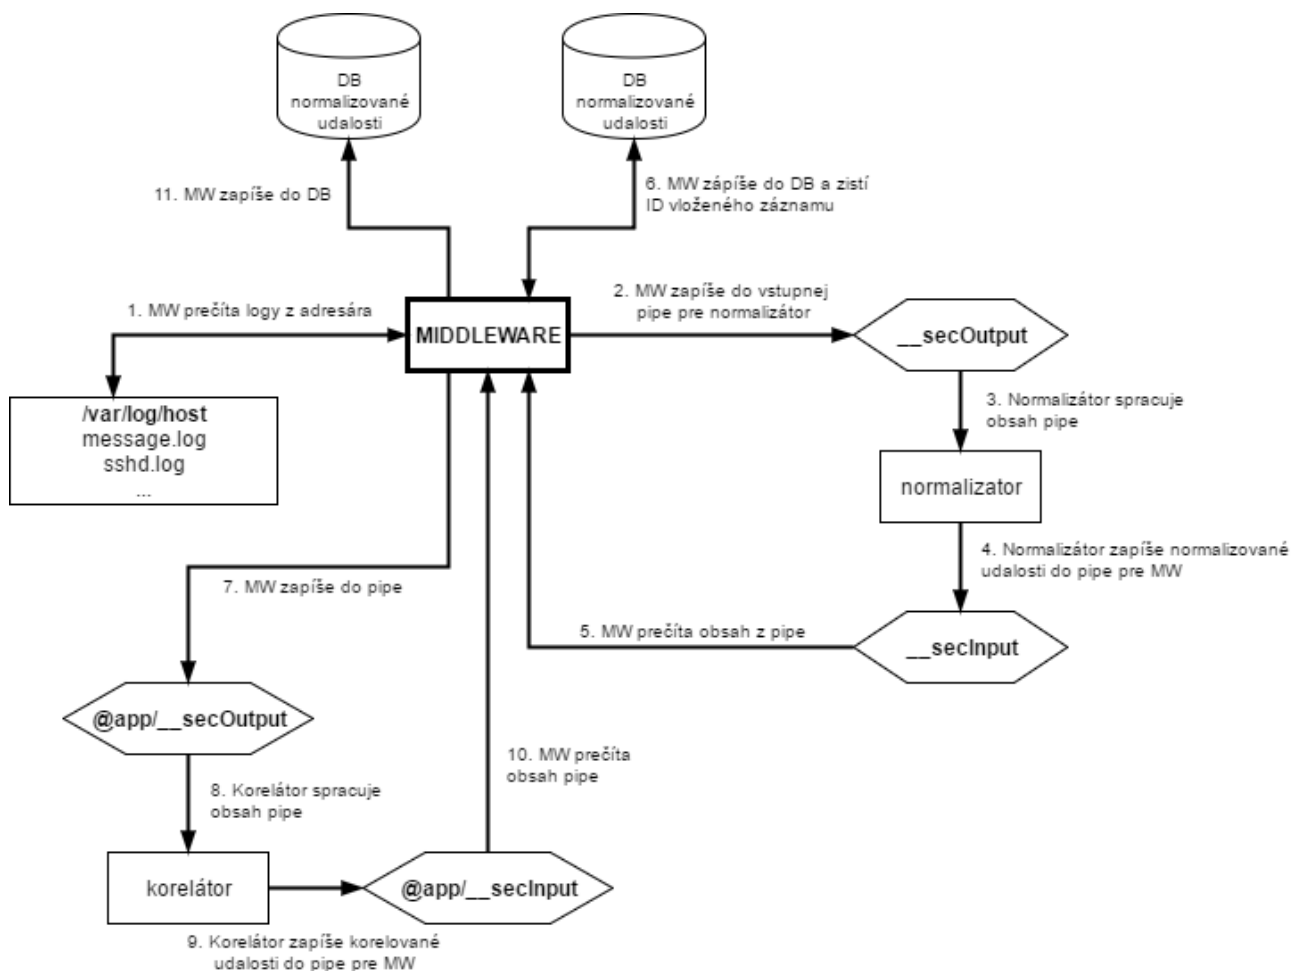 DB
normalizované
udalosti
DB
normalizované
udalosti
11. MW zapíše do DB
6. MW zápíše do DB a zistí
ID vloženého záznamu
1. MW prečíta logy z adresára
MIDDLEWARE
2. MW zapíše do vstupnej
pipe pre normalizátor
__secOutput
/var/log/host
message.log
sshd.log
...
3. Normalizátor spracuje
obsah pipe
normalizator
4. Normalizátor zapíše normalizované
udalosti do pipe pre MW
7. MW zapíše do pipe
5. MW prečíta obsah z pipe
__secInput
@app/__secOutput
10. MW prečíta
obsah pipe
8. Korelátor spracuje
obsah pipe
korelátor
@app/__secInput
9. Korelátor zapíše korelované
udalosti do pipe pre MW